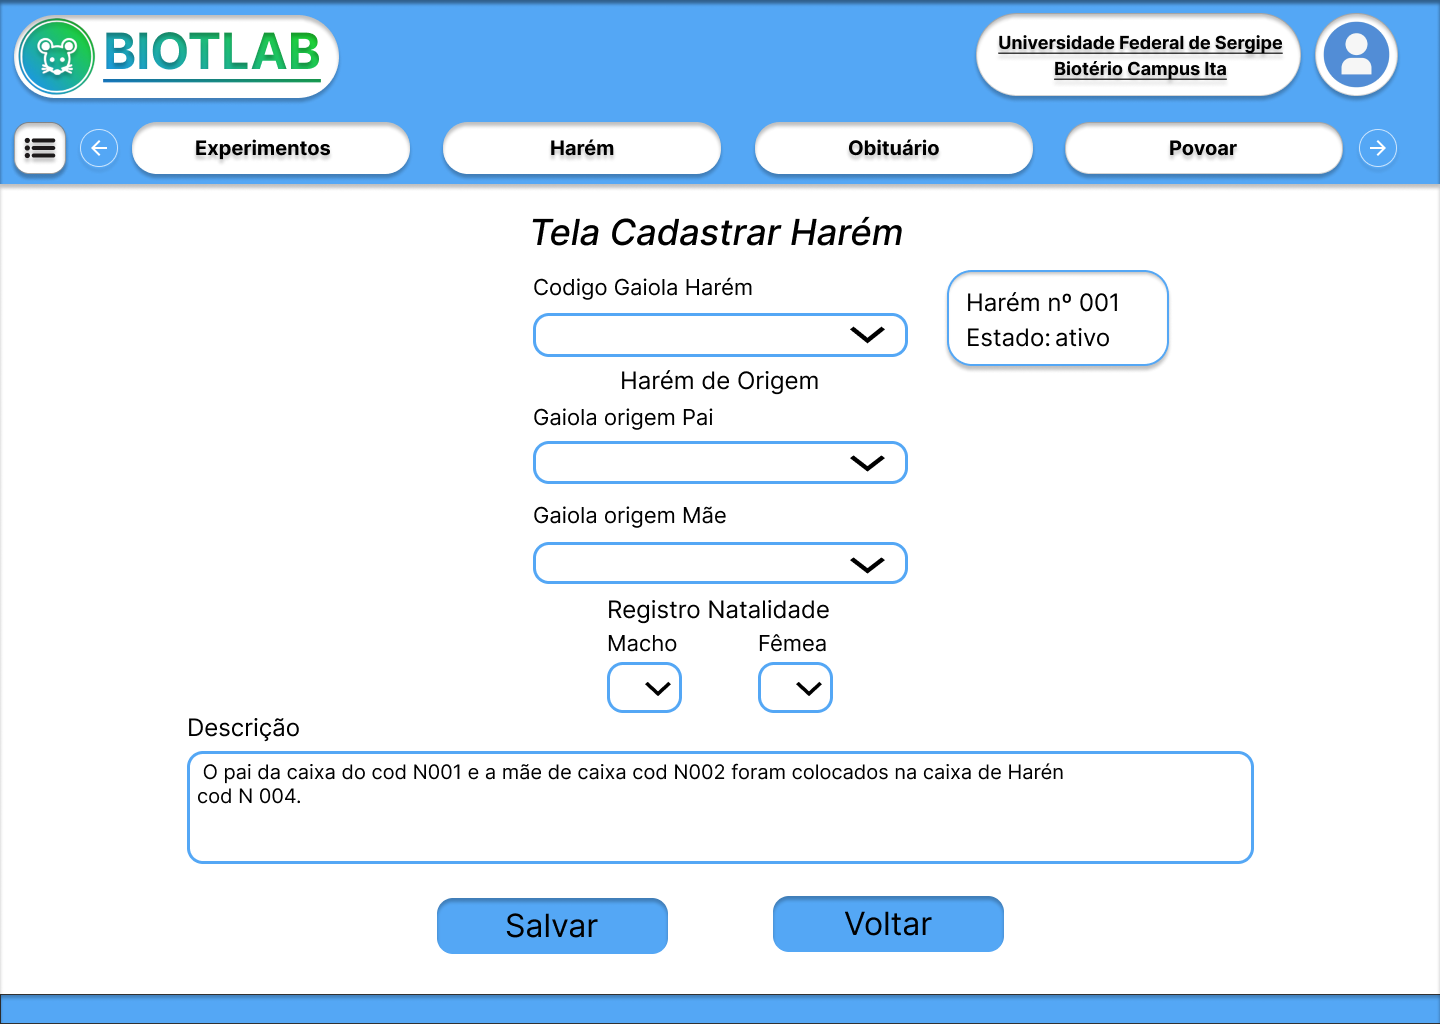 BIOTLAB
Universidade Federal de Sergipe
Biotério Campus Ita
Experimentos
Harém
Obituário
Povoar
Tela Cadastrar Harém
Codigo Gaiola Harém
Harém nº 001
Estado: ativo
Harém de Origem
Gaiola origem Pai
Gaiola origem Mãe
Registro Natalidade
Macho
Fêmea
Descrição
O pai da caixa do cod N001 e a mãe de caixa cod N002 foram colocados na caixa de Harén
cod N 004.
Salvar
Voltar